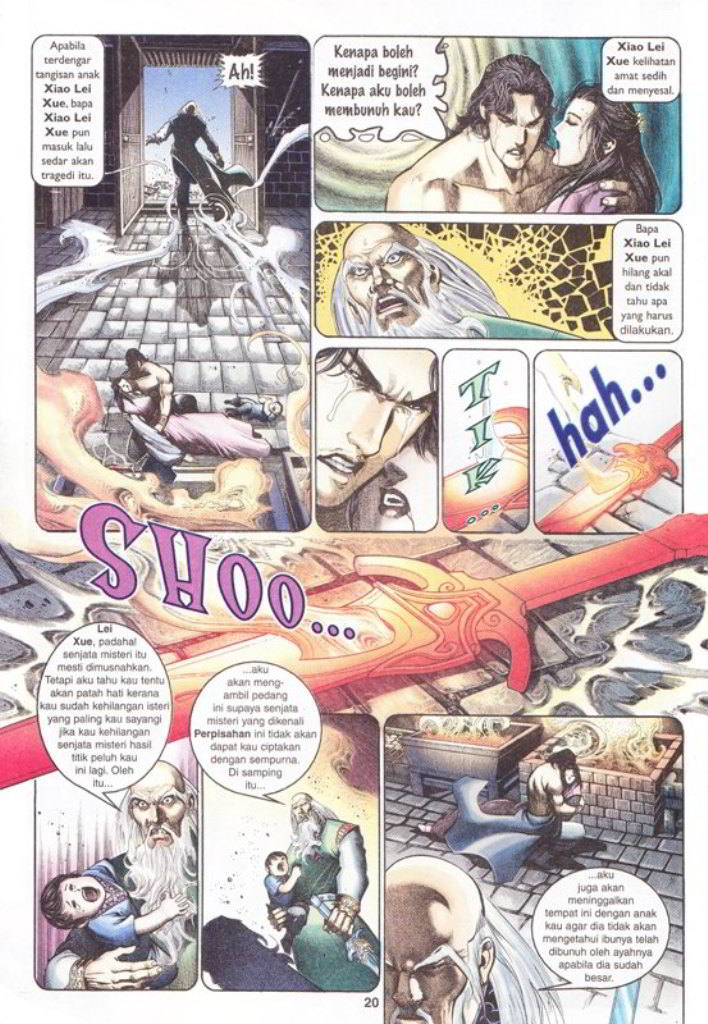 Apabila
terdengar
tangisan anak
Xiao Lei
Xue, bapa
Xiao Lei
Xue pun
masuk lalu
sedar akan
tragedi itu.
Ah!
Kenapa boleh
menjadi begini?
Kenapa aku boleh
membunuh kau?
Xiao Lei
Xue kelihatan
amat sedih
dan menyesal.
Bapa
Xiao Lei
Xue pun
hilang akal
dan tidak
tahu apa
yang harus
dilakukan.
TIK...
hah...
SHOO...
Lei
Xue, padahal
senjata misteri itu
mesti dimusnahkan.
Tetapi aku tahu kau tentu
akan patah hati kerana
kau sudah kehilangan isteri
yang paling kau sayangi
jika kau kehilangan
senjata misteri hasil
titik peluh kau
ini lagi. Oleh
itu...
...aku
akan meng-
ambil pedang
ini supaya senjata
misteri yang dikenali
Perpisahan ini tidak akan
dapat kau ciptakan
dengan sempurna.
Di samping
itu...
...aku
juga akan
meninggalkan
tempat ini dengan anak
kau agar dia tidak akan
mengetahui ibunya telah
dibunuh oleh ayahnya
apabila dia sudah
besar.
20